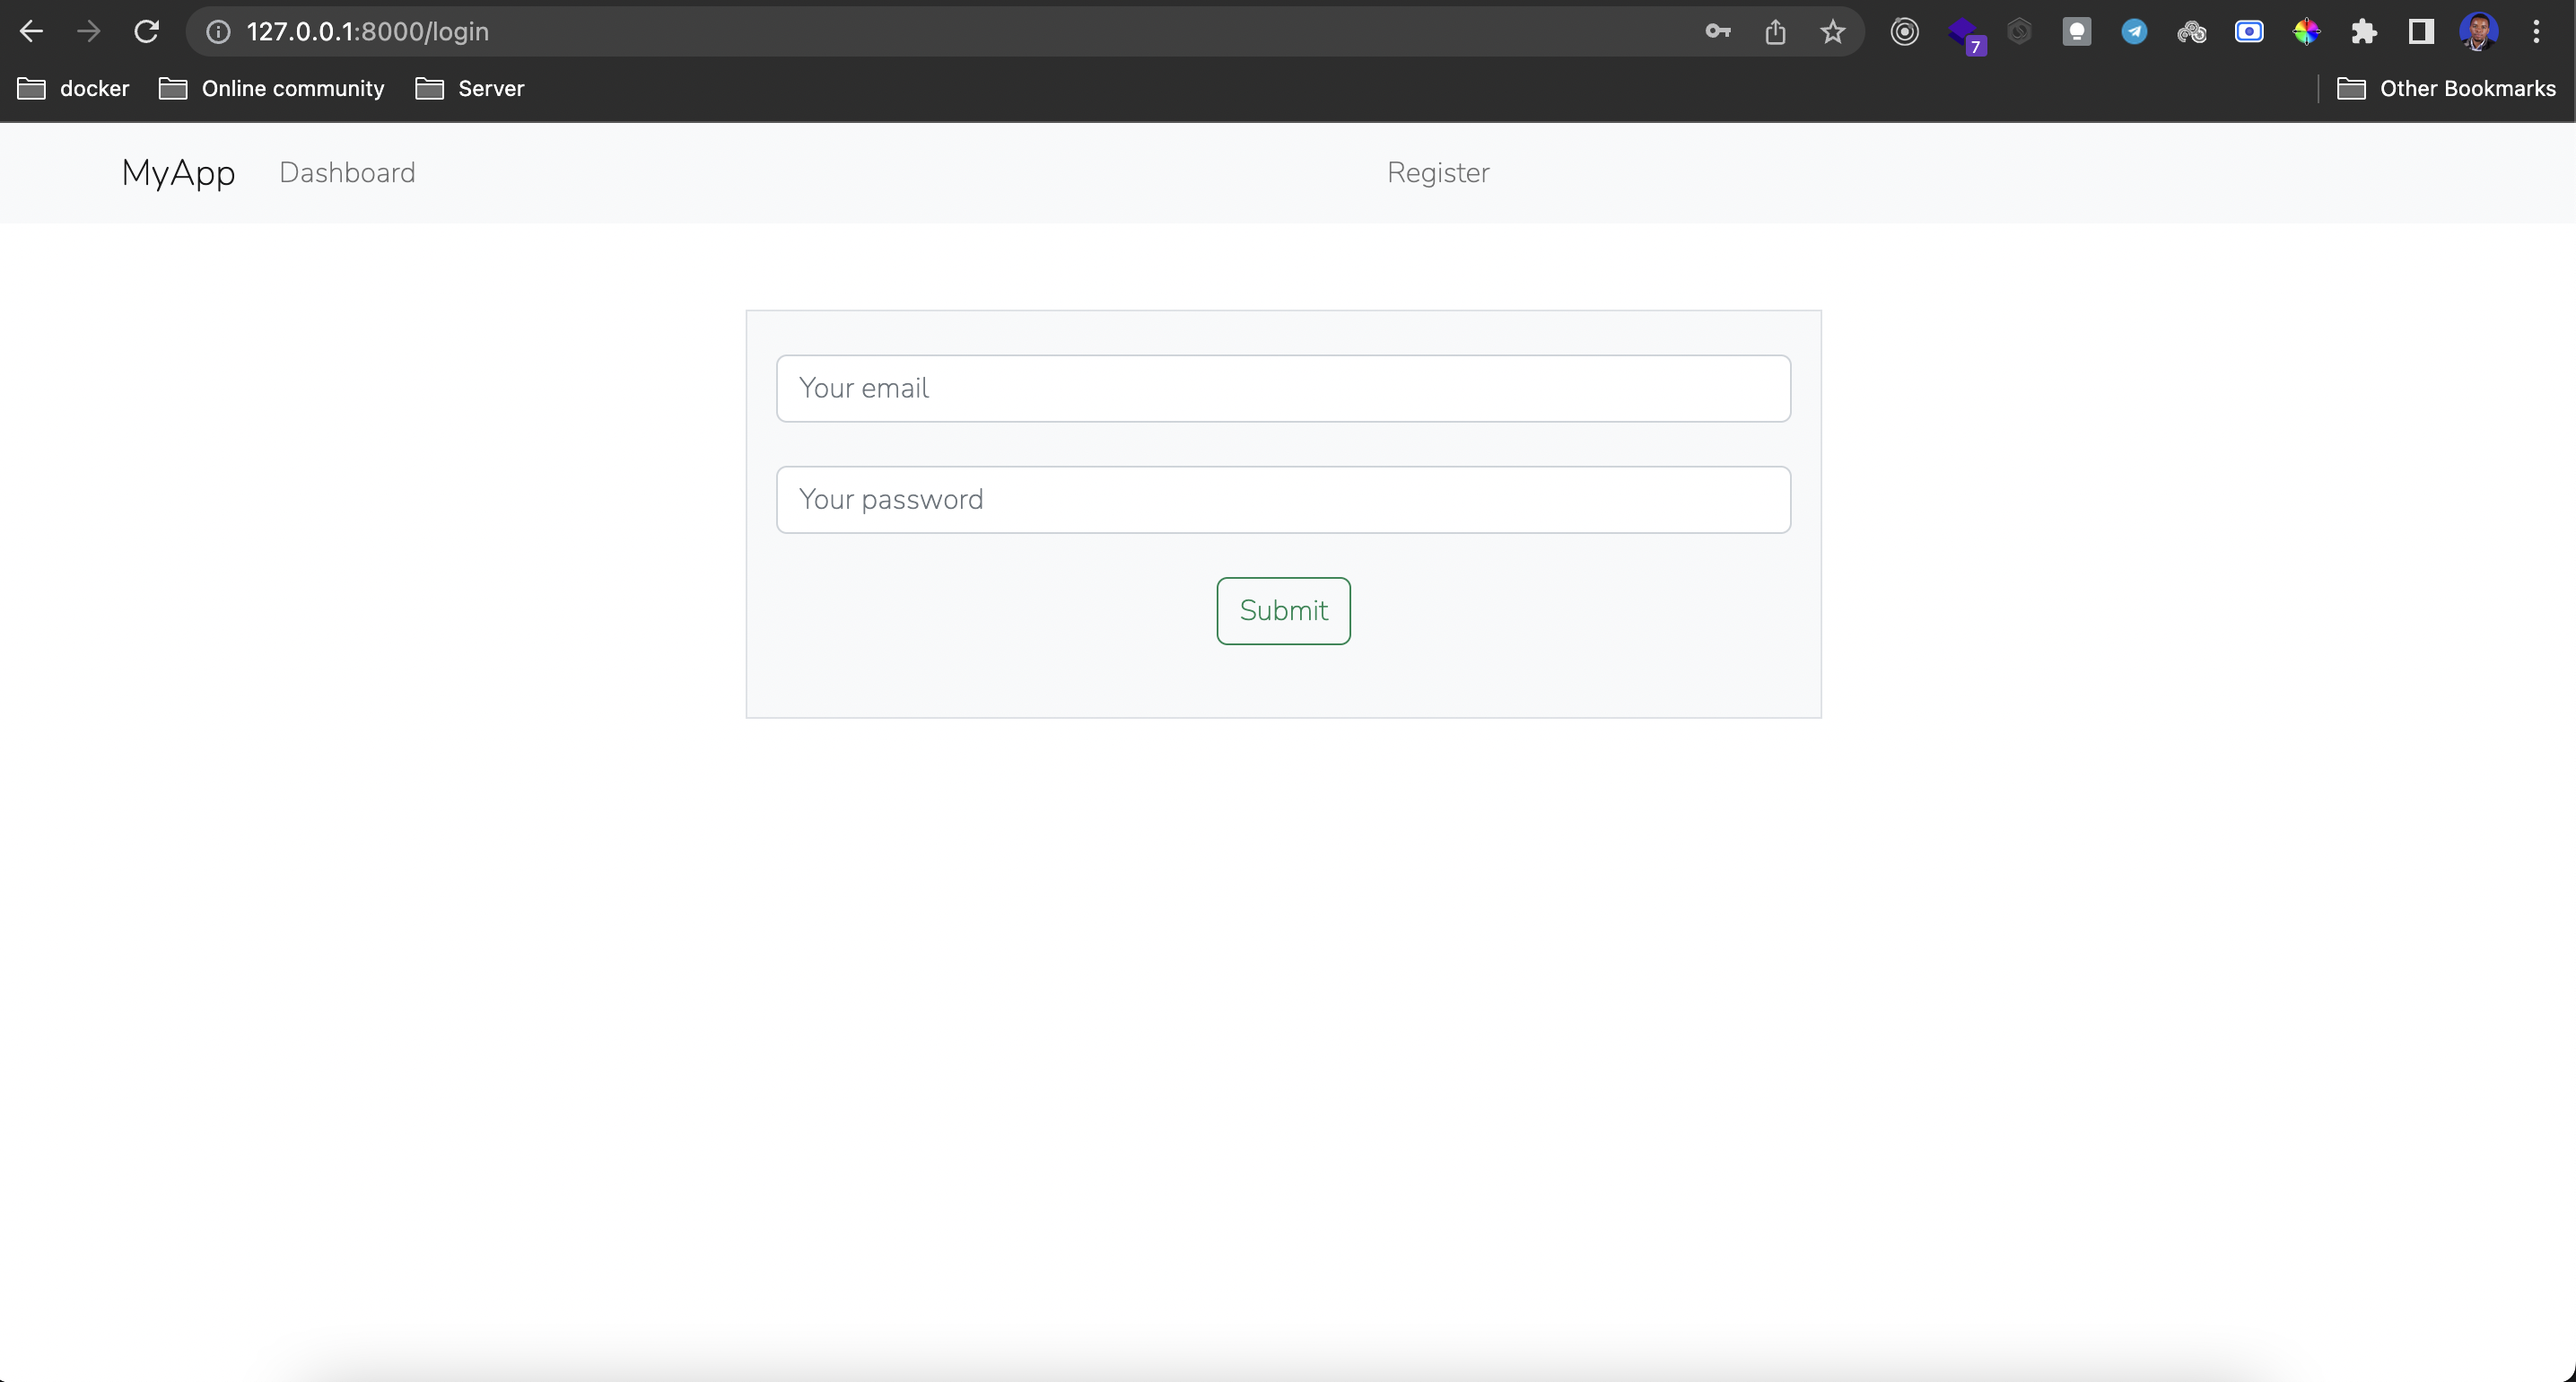 127.0.0.1:8000/login
7
docker Online community Server Other Bookmarks
MyApp Dashboard Register
Your email
Your password
Submit